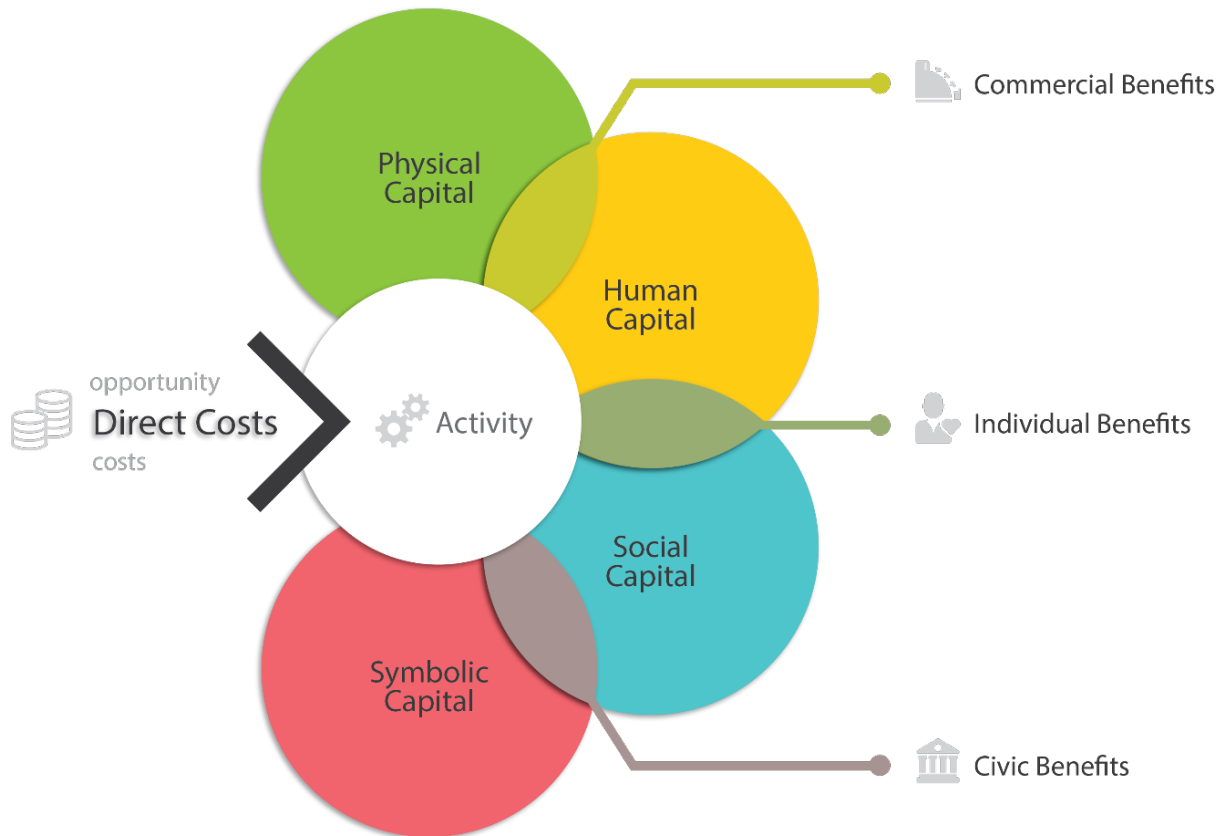 Physical
Capital
Commercial Benefits
Human
Capital
opportunity
Direct Costs
costs
Activity
Individual Benefits
Social
Capital
Symbolic
Capital
Civic Benefits